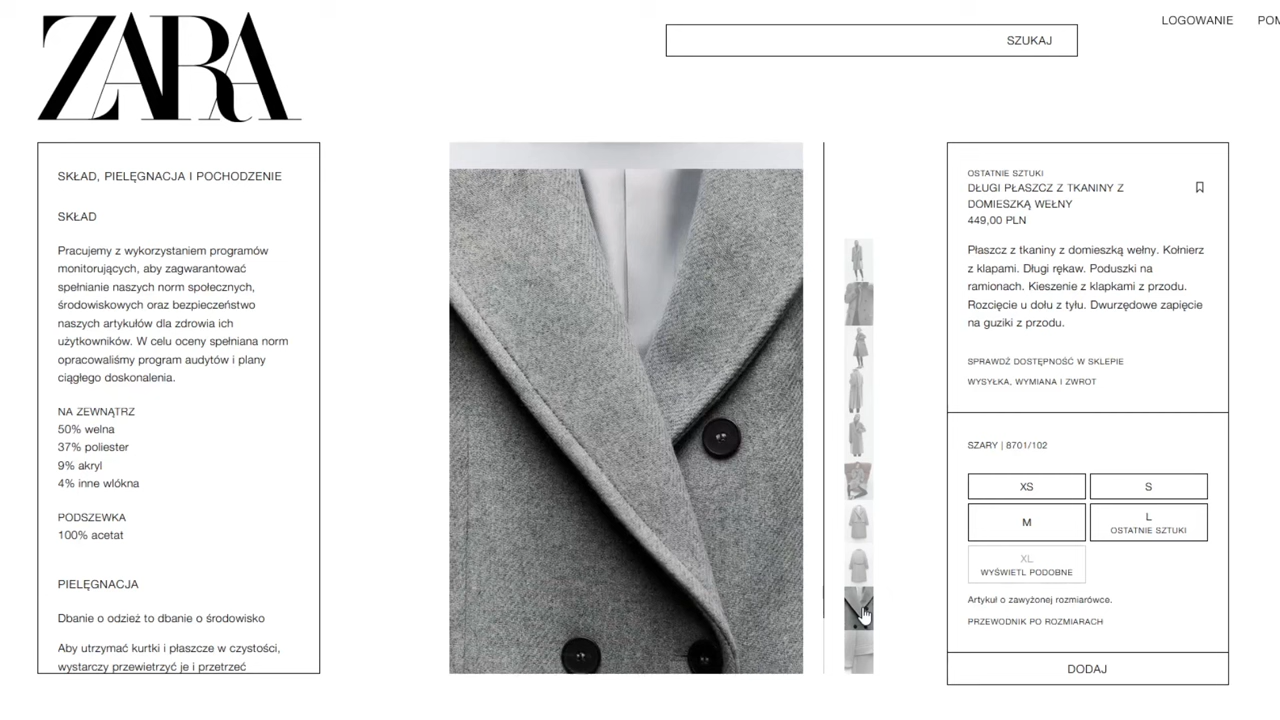 ZARA
SZUKAJ
LOGOWANIE
POM
SKŁAD, PIELĘGNACJA I POCHODZENIE
SKŁAD
Pracujemy z wykorzystaniem programów
monitorujących, aby zagwarantować
spełnianie naszych norm społecznych,
środowiskowych oraz bezpieczeństwo
naszych artykułów dla zdrowia ich
użytkowników. W celu oceny spełniana norm
opracowaliśmy program audytów i plany
ciągłego doskonalenia.
NA ZEWNĄTRZ
50% wełna
37% poliester
9% akryl
4% inne wlókna
PODSZEWKA
100% acetat
PIELĘGNACJA
Dbanie o odzież to dbanie o środowisko
Aby utrzymać kurtki i płaszcze w czystości,
wystarczy przewietrzyć je i przetrzeć
OSTATNIE SZTUKI
DŁUGI PŁASZCZ Z TKANINY Z
DOMIESZKĄ WEŁNY
449,00 PLN
Płaszcz z tkaniny z domieszką wełny. Kołnierz
z klapami. Długi rękaw. Poduszki na
ramionach. Kieszenie z klapkami z przodu.
Rozcięcie u dołu z tyłu. Dwurzędowe zapięcie
na guziki z przodu.
SPRAWDŹ DOSTĘPNOŚĆ W SKLEPIE
WYSYŁKA, WYMIANA I ZWROT
SZARY | 8701/102
XS
S
M
L
OSTATNIE SZTUKI
XL
WYŚWIETL PODOBNE
Artykuł o zawyżonej rozmiarówce.
PRZEWODNIK PO ROZMIARACH
DODAJ